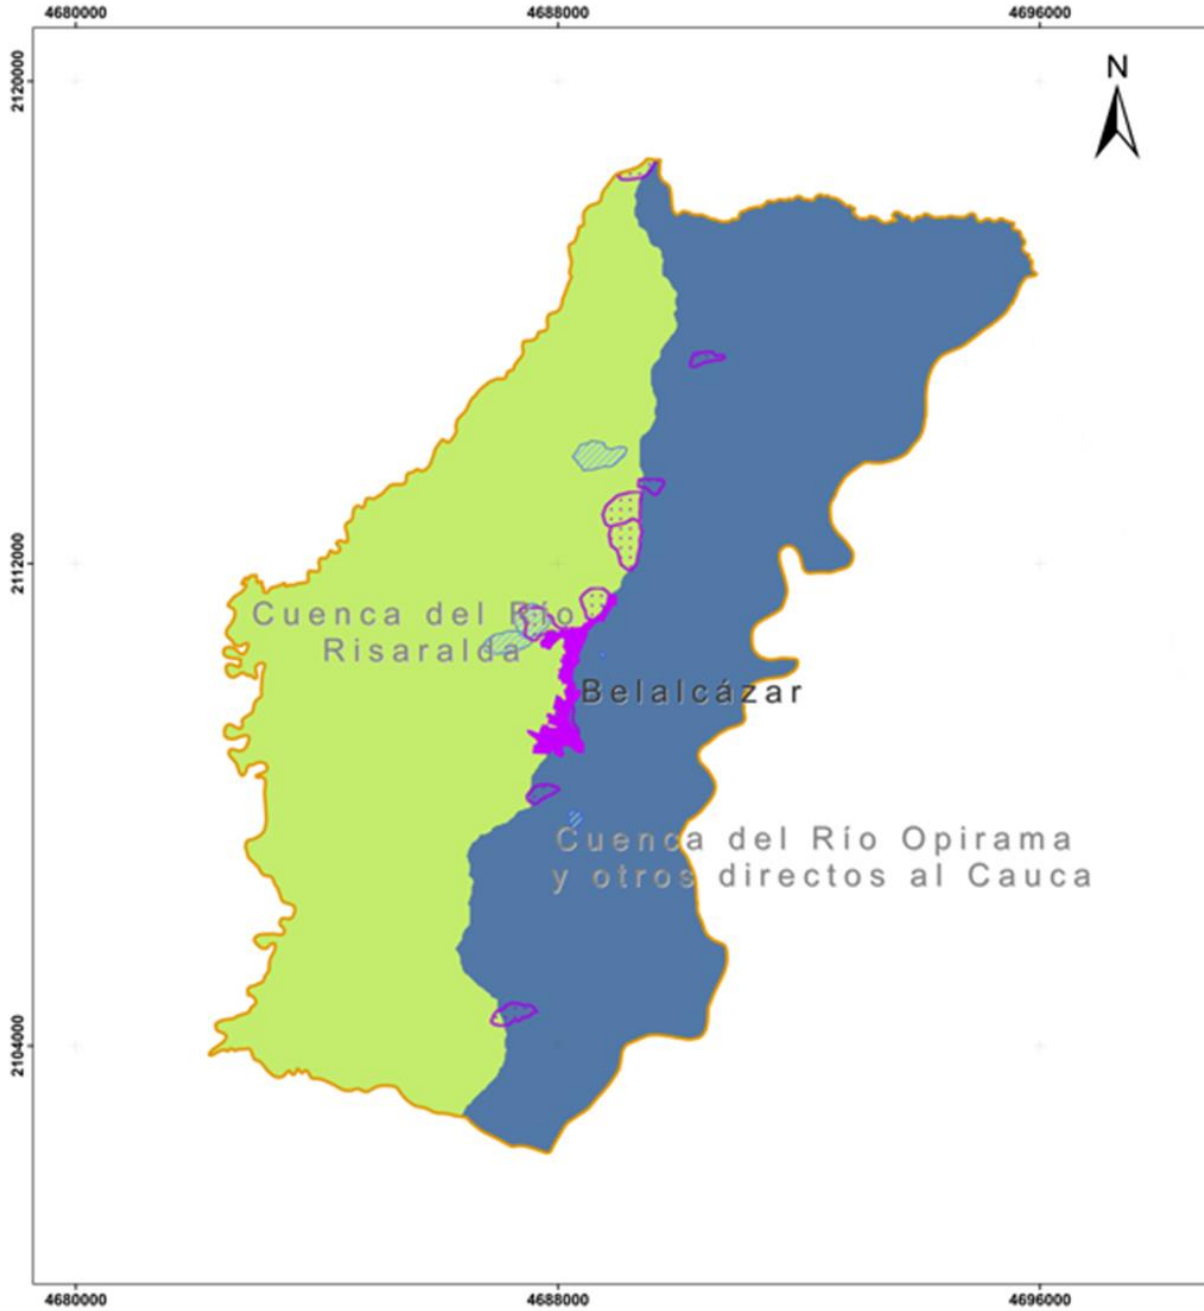 4680000 4688000 4696000
2120000
N
2112000
Cuenca del Río
Risaralda
Belalcázar
Cuenca del Río Opirama
y otros directos al Cauca
2104000
4680000 4688000 4696000